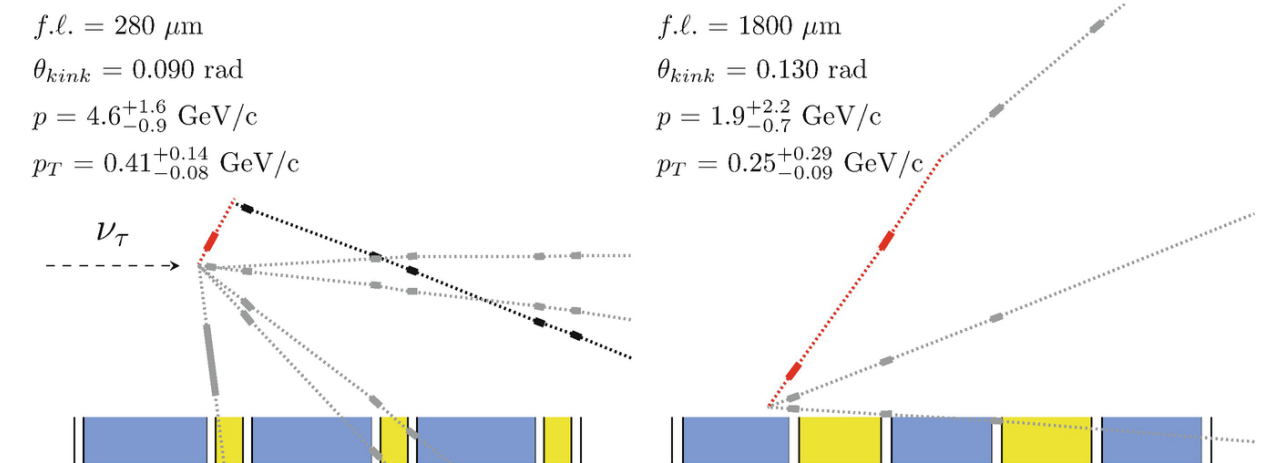 f.ℓ. = 280 μm
θ_kink = 0.090 rad
p = 4.6^{+1.6}_{-0.9} GeV/c
p_T = 0.41^{+0.14}_{-0.08} GeV/c
ν_τ
f.ℓ. = 1800 μm
θ_kink = 0.130 rad
p = 1.9^{+2.2}_{-0.7} GeV/c
p_T = 0.25^{+0.29}_{-0.09} GeV/c